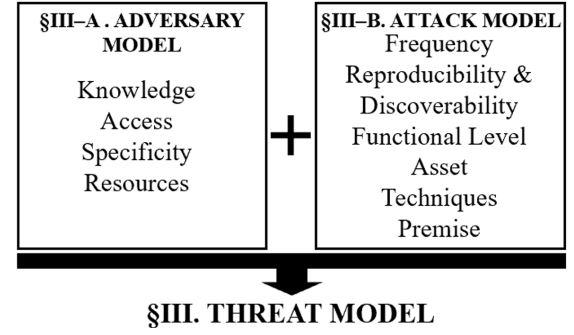 §III–A . ADVERSARY
MODEL
Knowledge
Access
Specificity
Resources
+
§III–B. ATTACK MODEL
Frequency
Reproducibility &
Discoverability
Functional Level
Asset
Techniques
Premise
§III. THREAT MODEL